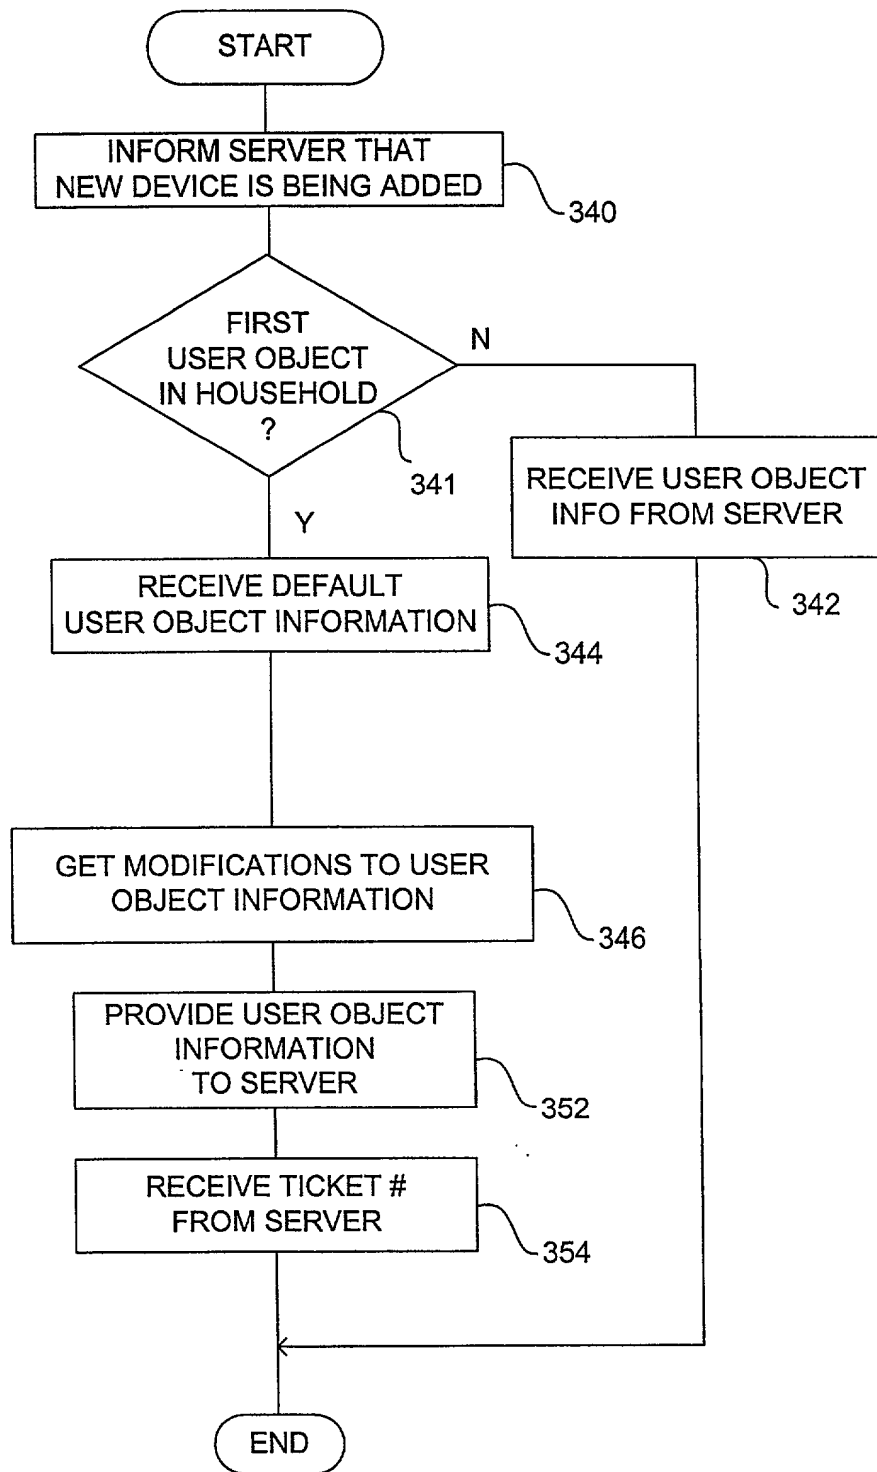 START
INFORM SERVER THAT
NEW DEVICE IS BEING ADDED
340
FIRST
USER OBJECT
IN HOUSEHOLD
?
N
341
Y
RECEIVE USER OBJECT
INFO FROM SERVER
342
RECEIVE DEFAULT
USER OBJECT INFORMATION
344
GET MODIFICATIONS TO USER
OBJECT INFORMATION
346
PROVIDE USER OBJECT
INFORMATION
TO SERVER
352
RECEIVE TICKET #
FROM SERVER
354
END